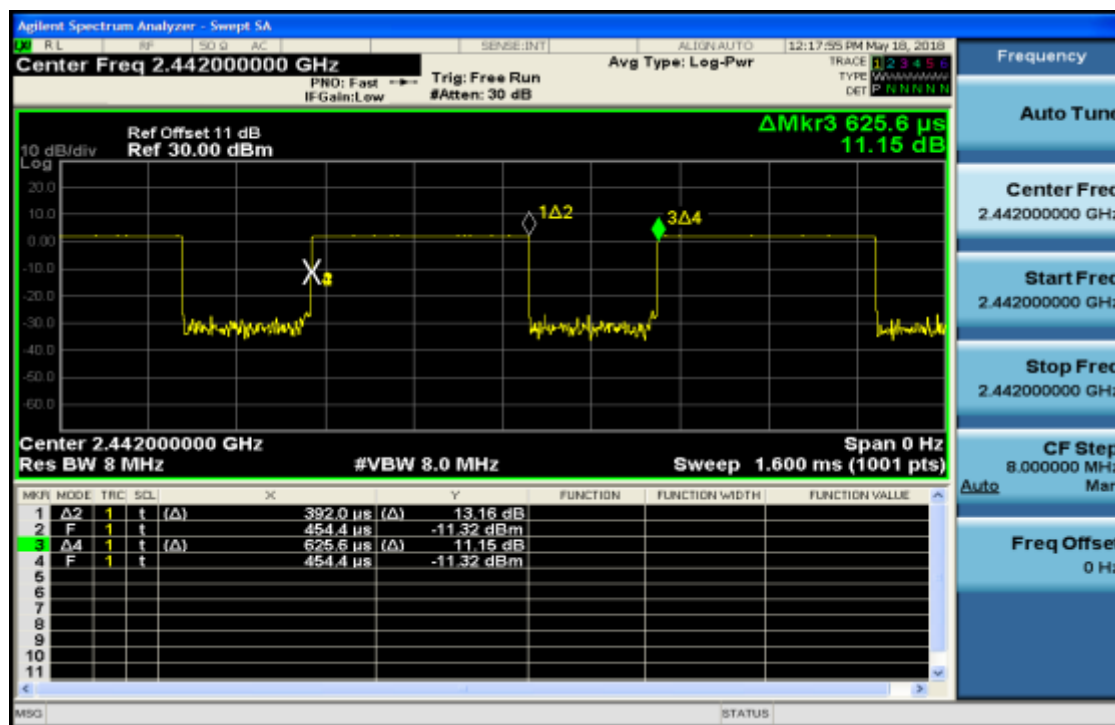 Agilent Spectrum Analyzer - Swept SA
RL RF 50 Ω AC SENSE:INT ALIGN AUTO 12:17:55 PM May 18, 2018
Center Freq 2.442000000 GHz
PNO: Fast
IFGain:Low
Trig: Free Run
#Atten: 30 dB
Avg Type: Log-Pwr
TRACE 1 2 3 4 5 6
TYPE
DET P N N N N N
ΔMkr3 625.6 µs
11.15 dB
Ref Offset 11 dB
10 dB/div Ref 30.00 dBm
Log
20.0
10.0
0.00
-10.0
-20.0
-30.0
-40.0
-50.0
-60.0
1Δ2
3Δ4
Center 2.442000000 GHz Span 0 Hz
Res BW 8 MHz #VBW 8.0 MHz Sweep 1.600 ms (1001 pts)
MKR MODE TRC SCL X Y FUNCTION FUNCTION WIDTH FUNCTION VALUE
1 Δ2 1 t (Δ) 392.0 µs (Δ) 13.16 dB
2 F 1 t 454.4 µs -11.32 dBm
3 Δ4 1 t (Δ) 625.6 µs (Δ) 11.15 dB
4 F 1 t 454.4 µs -11.32 dBm
5
6
7
8
9
10
11
MSG STATUS
Frequency
Auto Tune
Center Freq
2.442000000 GHz
Start Freq
2.442000000 GHz
Stop Freq
2.442000000 GHz
CF Step
8.000000 MHz
Auto Man
Freq Offset
0 Hz